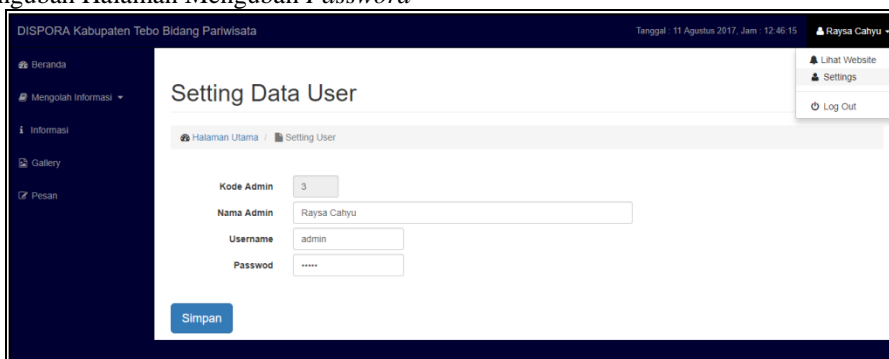 Halaman Mengubah Password
DISPORA Kabupaten Tebo Bidang Pariwisata
Tanggal : 11 Agustus 2017, Jam : 12:46:15
Raysa Cahyu
Lihat Website
Settings
Log Out
Beranda
Mengolah Informasi
Informasi
Gallery
Pesan
Setting Data User
Halaman Utama / Setting User
Kode Admin 3
Nama Admin Raysa Cahyu
Username admin
Passwod •••••
Simpan